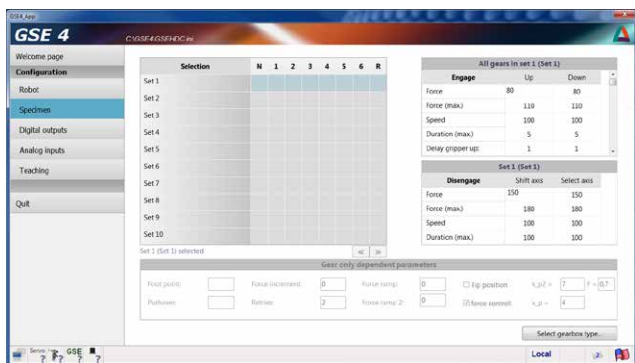 GSE4_App
GSE 4
C:\GSE4\GSEHDC.ini
Welcome page
Configuration
Robot
Specimen
Digital outputs
Analog inputs
Teaching
Quit
Selection N 1 2 3 4 5 6 R
Set 1
Set 2
Set 3
Set 4
Set 5
Set 6
Set 7
Set 8
Set 9
Set 10
Set 1 (Set 1) selected
All gears in set 1 (Set 1)
Engage Up Down
Force 80 80
Force (max.) 110 110
Speed 100 100
Duration (max.) 5 5
Delay gripper up: 1 1
Set 1 (Set 1)
Disengage Shift axis Select axis
Force 150 150
Force (max.) 180 180
Speed 100 100
Duration (max.) 100 100
Gear only dependent parameters
Force increment: 0 Force ramp: 0 position 7 0,7
Retries: 2 Force ramp 2: 0 force control: 4
Select gearbox type...
GSE
Local